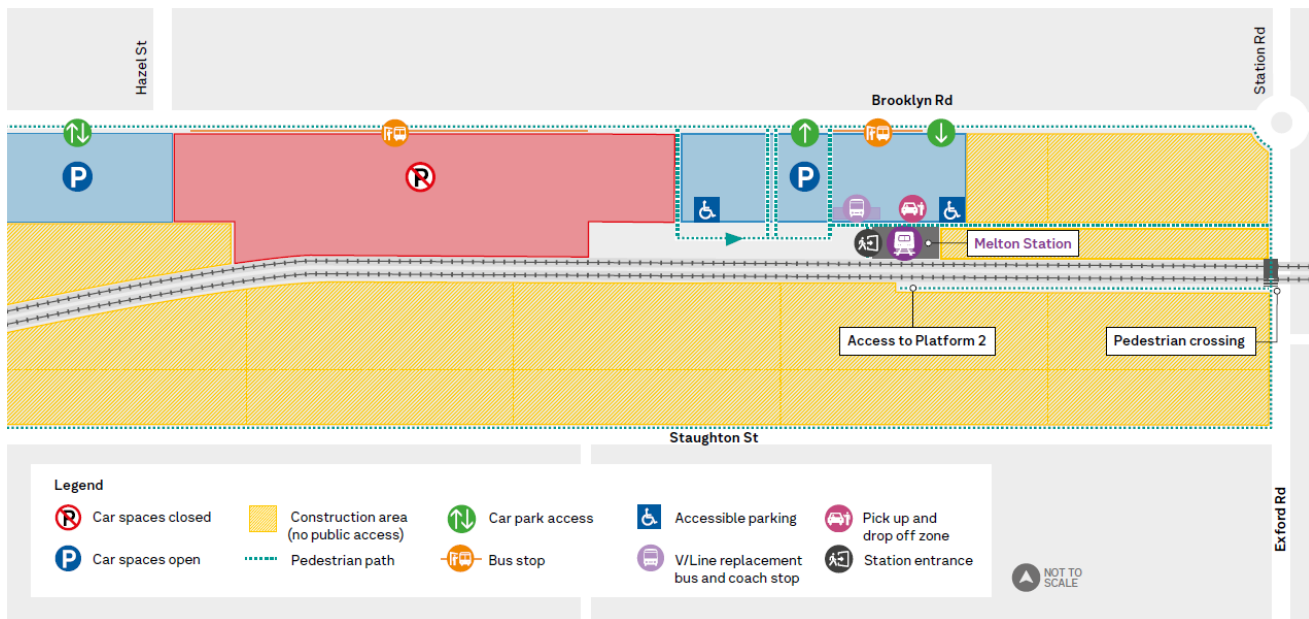 Hazel St
Station Rd
Brooklyn Rd
P
P
P
Melton Station
Access to Platform 2
Pedestrian crossing
Staughton St
Exford Rd
Legend
P
Car spaces closed
Construction area
(no public access)
Car park access
Accessible parking
Pick up and
drop off zone
P
Car spaces open
Pedestrian path
Bus stop
V/Line replacement
bus and coach stop
Station entrance
NOT TO
SCALE